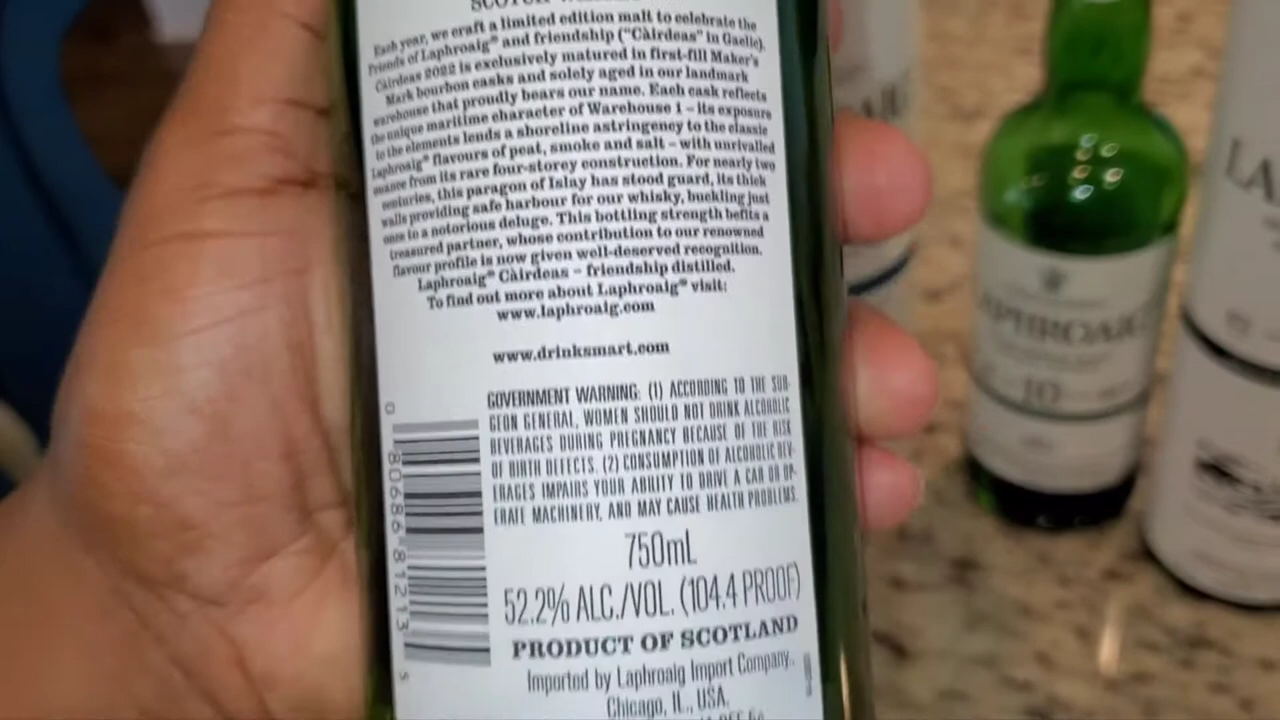 SCOTCH
Each year, we craft a limited edition malt to celebrate the
Friends of Laphroaig® and friendship (“Càirdeas” in Gaelic).
Càirdeas 2022 is exclusively matured in first-fill Maker's
Mark bourbon casks and solely aged in our landmark
warehouse that proudly bears our name. Each cask reflects
the unique maritime character of Warehouse 1 – its exposure
to the elements lends a shoreline astringency to the classic
Laphroaig® flavours of peat, smoke and salt – with unrivalled
nuance from its rare four-storey construction. For nearly two
centuries, this paragon of Islay has stood guard, its thick
walls providing safe harbour for our whisky, buckling just
once to a notorious deluge. This bottling strength befits a
treasured partner, whose contribution to our renowned
flavour profile is now given well-deserved recognition.
Laphroaig® Càirdeas – friendship distilled.
To find out more about Laphroaig® visit:
www.laphroaig.com
www.drinksmart.com
GOVERNMENT WARNING: (1) ACCORDING TO THE SUR-
GEON GENERAL, WOMEN SHOULD NOT DRINK ALCOHOLIC
BEVERAGES DURING PREGNANCY BECAUSE OF THE RISK
OF BIRTH DEFECTS. (2) CONSUMPTION OF ALCOHOLIC BEV-
ERAGES IMPAIRS YOUR ABILITY TO DRIVE A CAR OR OP-
ERATE MACHINERY, AND MAY CAUSE HEALTH PROBLEMS.
0 80686 81213 5
750mL
52.2% ALC./VOL. (104.4 PROOF)
PRODUCT OF SCOTLAND
Imported by Laphroaig Import Company.,
Chicago, IL., USA.
LAPHROAIG
10
LA